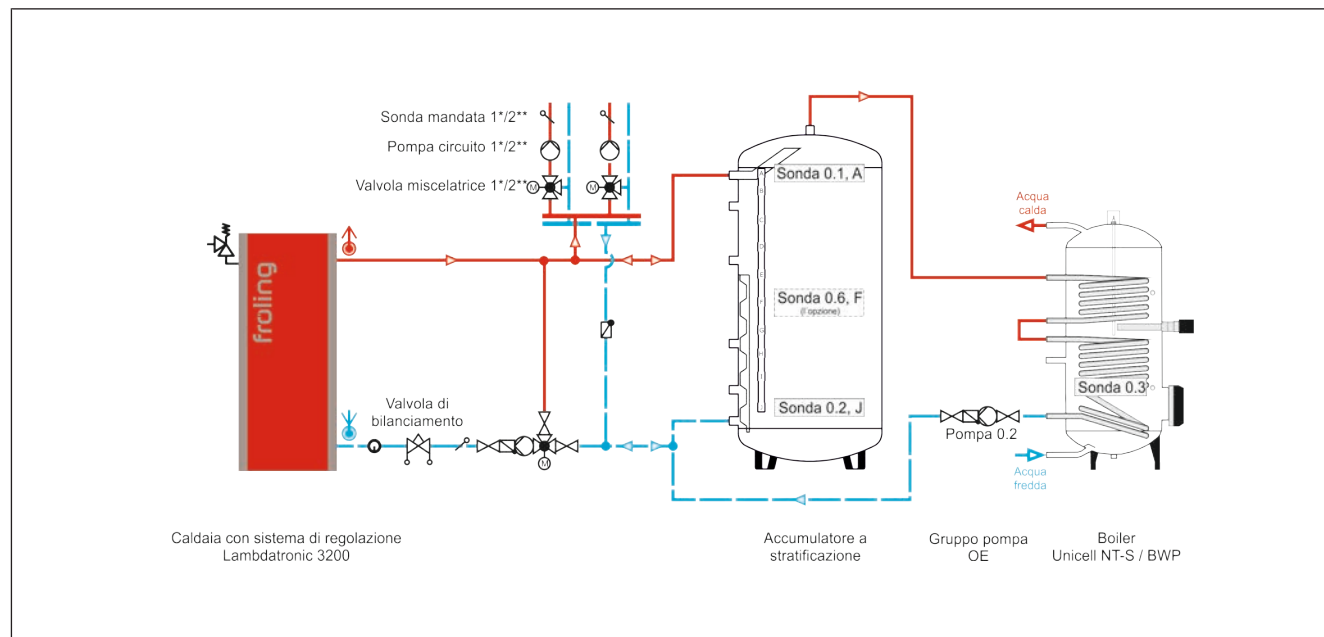 Sonda mandata 1*/2**
Pompa circuito 1*/2**
Valvola miscelatrice 1*/2**
M
M
froling
Valvola di
bilanciamento
M
Sonda 0.1, A
A
B
C
D
E
Sonda 0.6, F
(l'opzione)
F
G
H
I
Sonda 0.2, J
Acqua
calda
A
Sonda 0.3
Pompa 0.2
Acqua
fredda
Caldaia con sistema di regolazione
Lambdatronic 3200
Accumulatore a
stratificazione
Gruppo pompa
OE
Boiler
Unicell NT-S / BWP